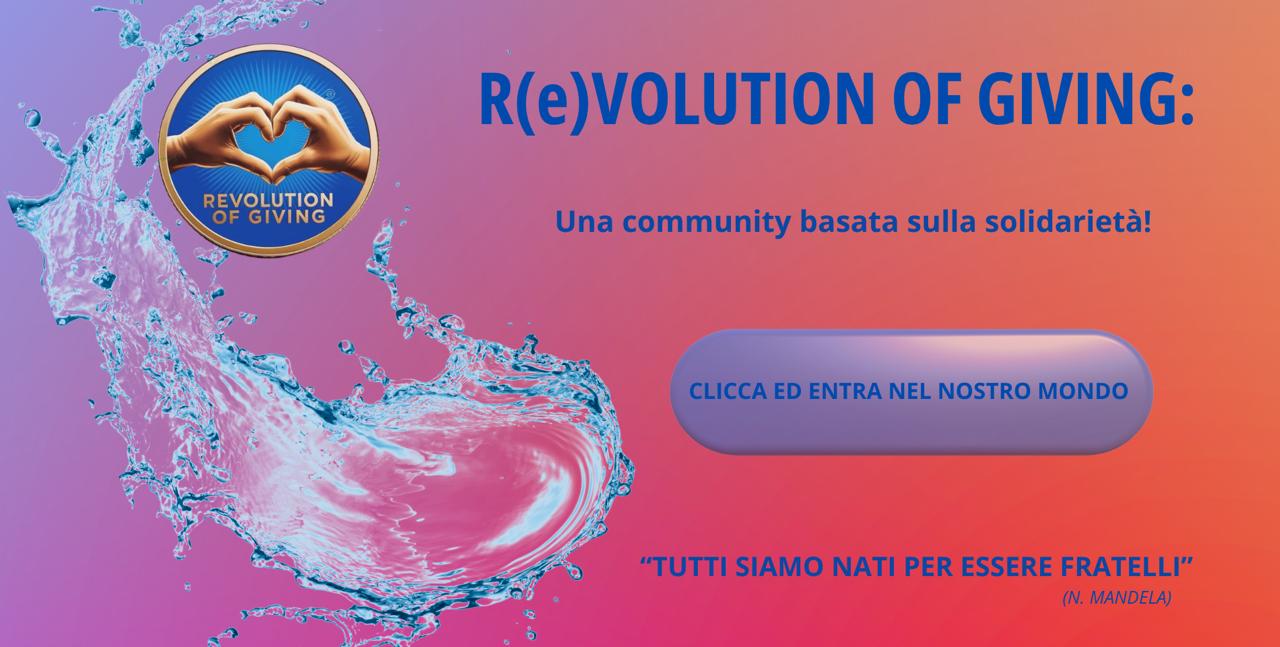 R(e)VOLUTION OF GIVING:
REVOLUTION
OF GIVING
®
Una community basata sulla solidarietà!
CLICCA ED ENTRA NEL NOSTRO MONDO
“TUTTI SIAMO NATI PER ESSERE FRATELLI”
(N. MANDELA)